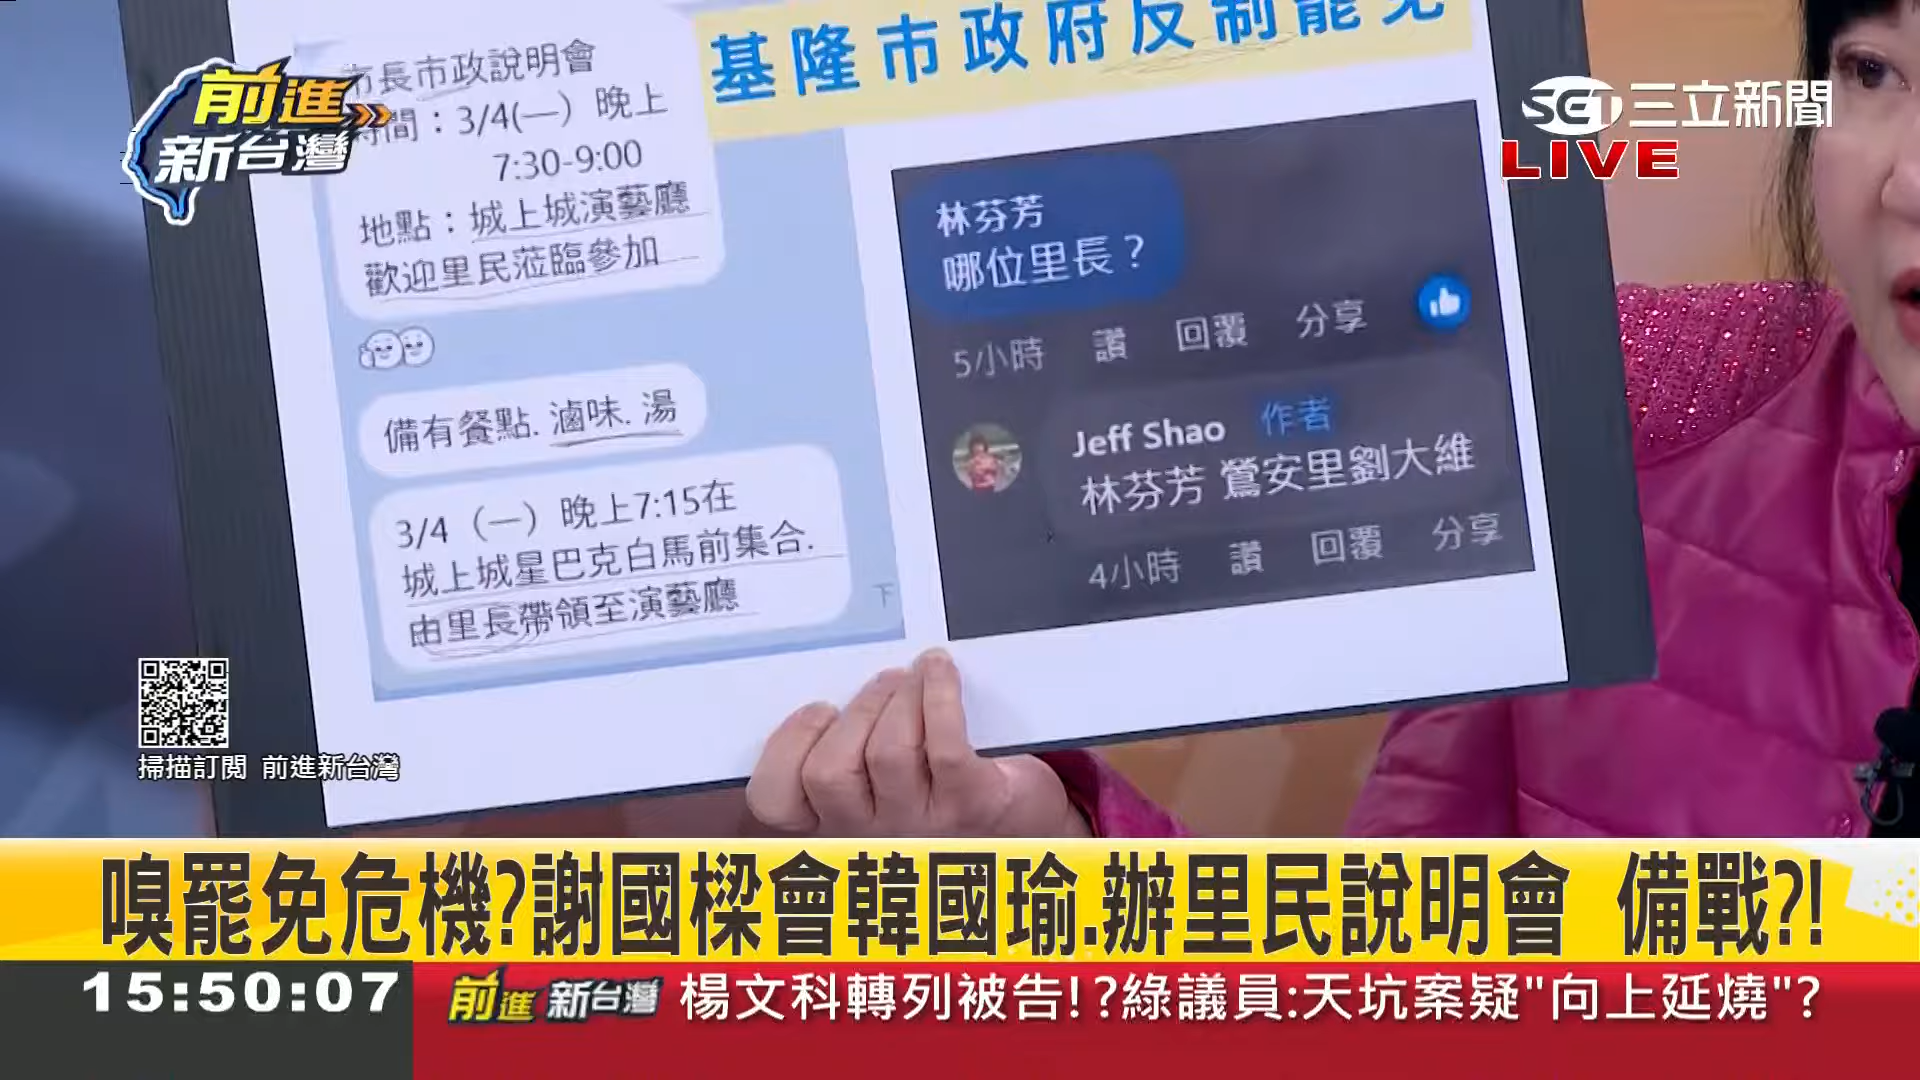 基隆市政府反制罷免
市長市政說明會
時間：3/4(一）晚上
7:30-9:00
地點：城上城演藝廳
歡迎里民蒞臨參加
備有餐點.滷味.湯
3/4（一）晚上7:15在
城上城星巴克白馬前集合.
由里長帶領至演藝廳
下
林芬芳
哪位里長？
5小時 讚 回覆 分享
Jeff Shao 作者
林芬芳 鶯安里劉大維
4小時 讚 回覆 分享
前進
新台灣
SET三立新聞
LIVE
掃描訂閱 前進新台灣
嗅罷免危機?謝國樑會韓國瑜.辦里民說明會 備戰?!
15:50:07
前進新台灣 楊文科轉列被告!?綠議員:天坑案疑"向上延燒"?